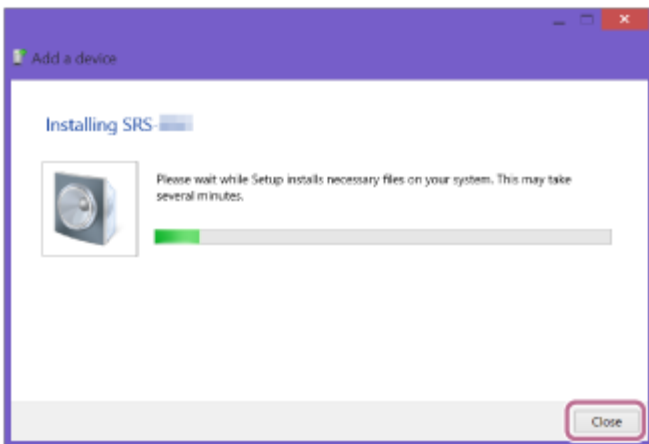 Add a device
Installing SRS-
Please wait while Setup installs necessary files on your system. This may take
several minutes.
Close